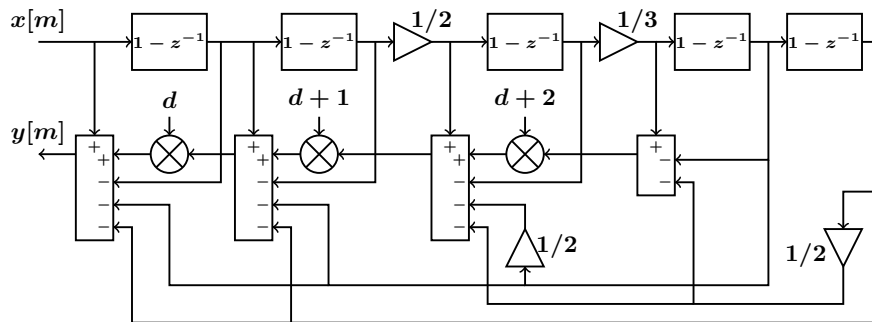 x[m] 1/2 1/3
1 − z⁻¹ 1 − z⁻¹ 1 − z⁻¹ 1 − z⁻¹ 1 − z⁻¹
d d + 1 d + 2
y[m]
+ + + +
+ + + −
− − − −
− − −
− − −
1/2 1/2